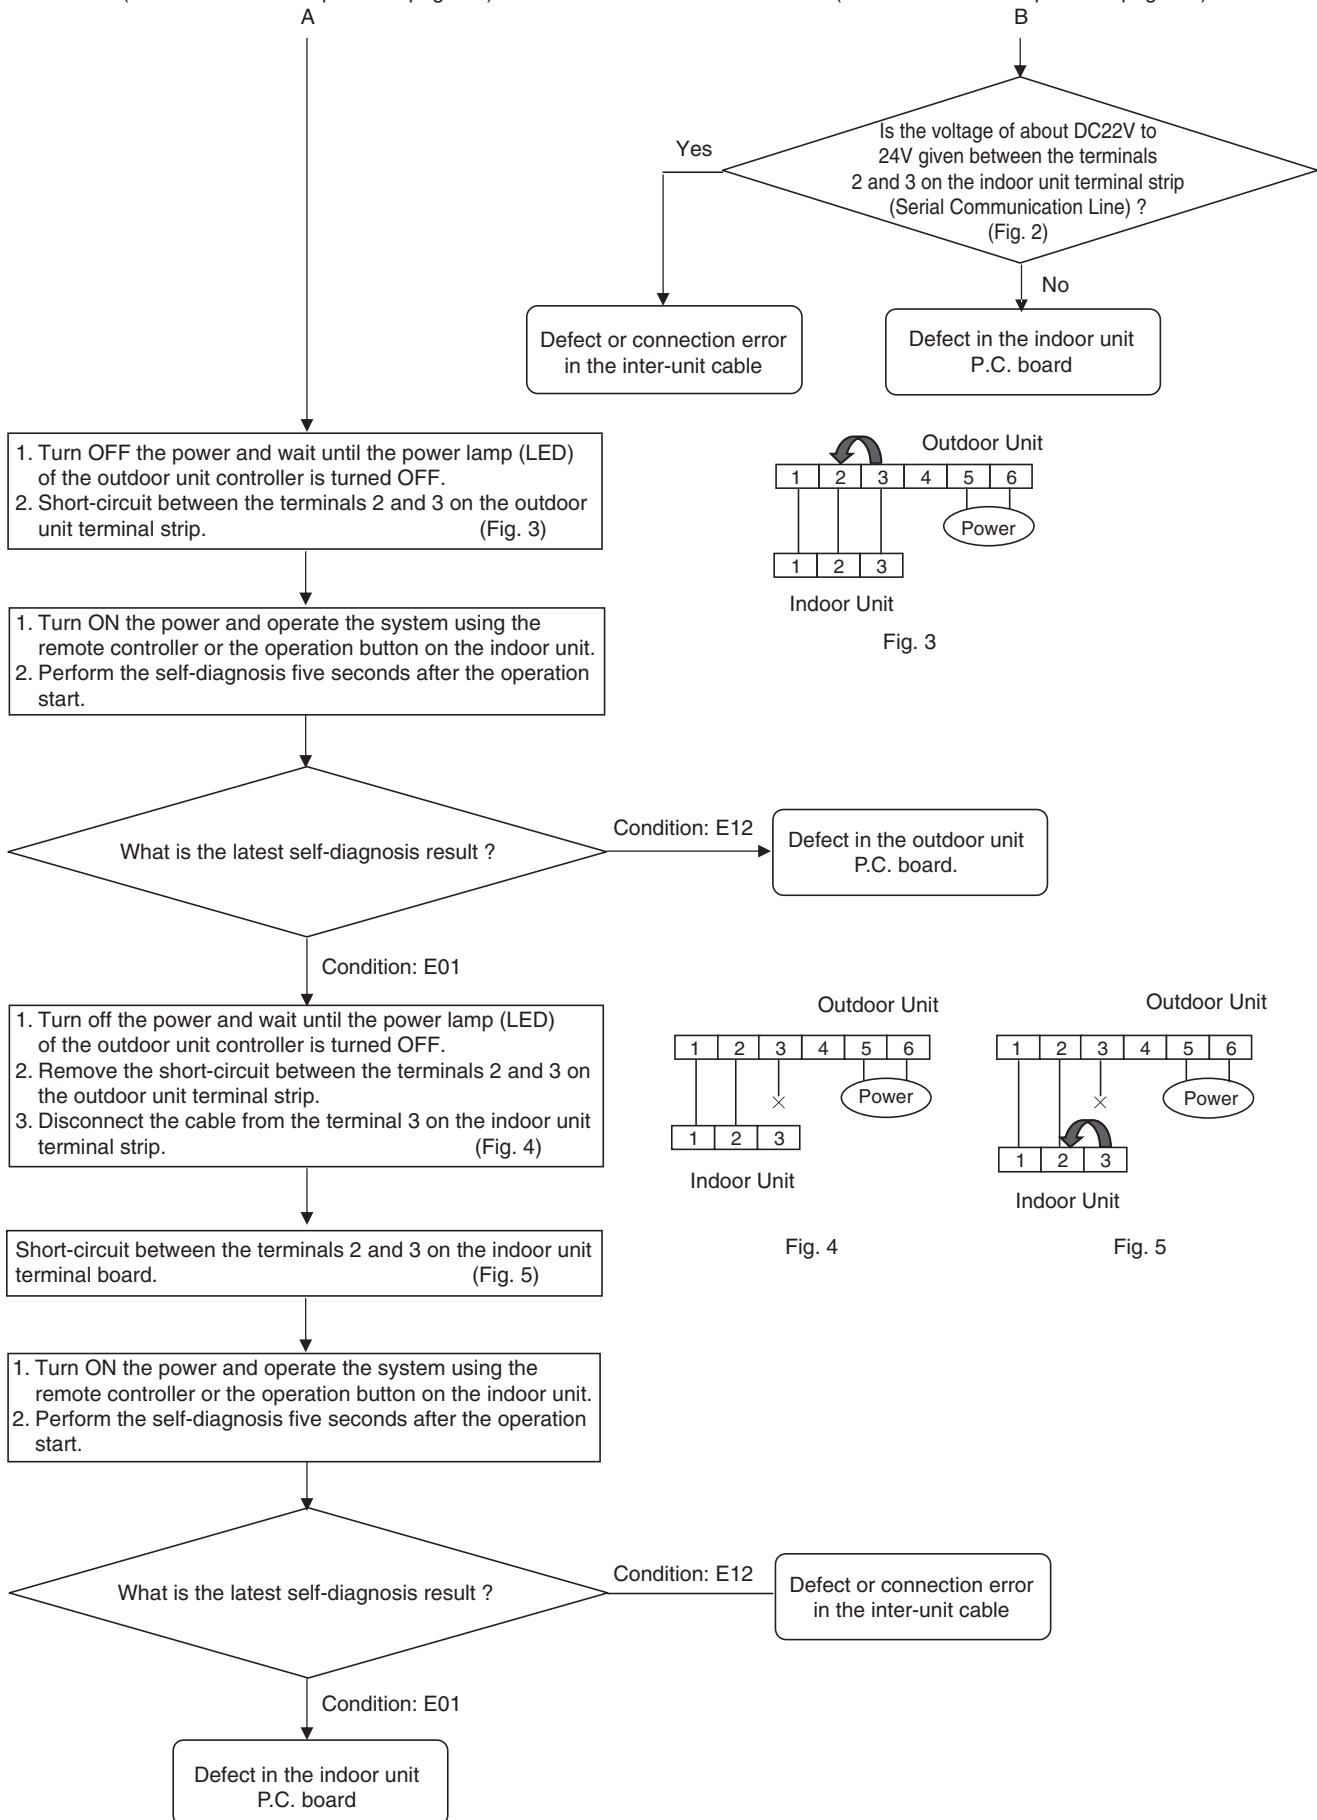 A
B
Is the voltage of about DC22V to
24V given between the terminals
2 and 3 on the indoor unit terminal strip
(Serial Communication Line) ?
(Fig. 2)
Yes
No
Defect or connection error
in the inter-unit cable
Defect in the indoor unit
P.C. board
1. Turn OFF the power and wait until the power lamp (LED)
of the outdoor unit controller is turned OFF.
2. Short-circuit between the terminals 2 and 3 on the outdoor
unit terminal strip. (Fig. 3)
Outdoor Unit
1 2 3 4 5 6
Power
1 2 3
Indoor Unit
Fig. 3
1. Turn ON the power and operate the system using the
remote controller or the operation button on the indoor unit.
2. Perform the self-diagnosis five seconds after the operation
start.
What is the latest self-diagnosis result ?
Condition: E12
Defect in the outdoor unit
P.C. board.
Condition: E01
1. Turn off the power and wait until the power lamp (LED)
of the outdoor unit controller is turned OFF.
2. Remove the short-circuit between the terminals 2 and 3 on
the outdoor unit terminal strip.
3. Disconnect the cable from the terminal 3 on the indoor unit
terminal strip. (Fig. 4)
Outdoor Unit
1 2 3 4 5 6
Power
1 2 3
Indoor Unit
Fig. 4
Outdoor Unit
1 2 3 4 5 6
Power
1 2 3
Indoor Unit
Fig. 5
Short-circuit between the terminals 2 and 3 on the indoor unit
terminal board. (Fig. 5)
1. Turn ON the power and operate the system using the
remote controller or the operation button on the indoor unit.
2. Perform the self-diagnosis five seconds after the operation
start.
What is the latest self-diagnosis result ?
Condition: E12
Defect or connection error
in the inter-unit cable
Condition: E01
Defect in the indoor unit
P.C. board